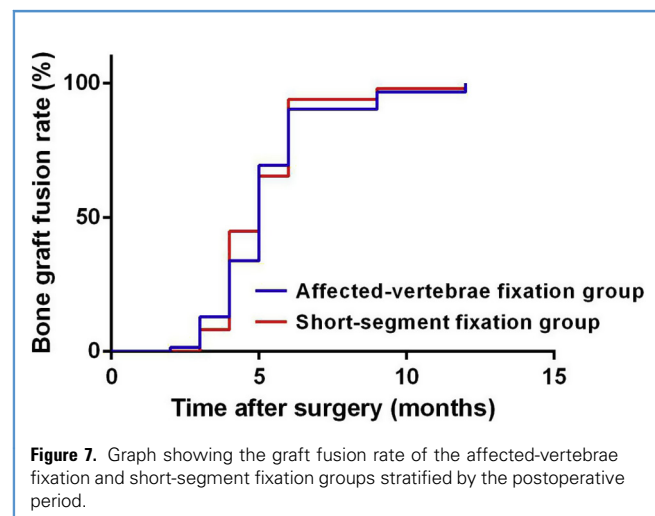 Bone graft fusion rate (%)
100
50
0
Affected-vertebrae fixation group
Short-segment fixation group
0 5 10 15
Time after surgery (months)
Figure 7. Graph showing the graft fusion rate of the affected-vertebrae
fixation and short-segment fixation groups stratified by the postoperative
period.